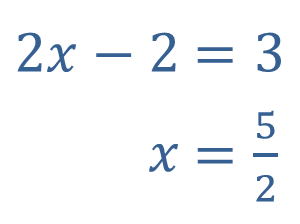 2x − 2 = 3
x = 5/2